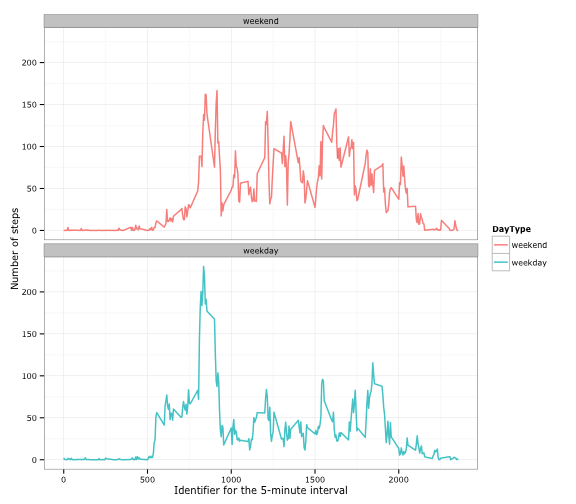 weekend
200
150
100
50
0
Number of steps
weekday
200
150
100
50
0
0 500 1000 1500 2000
Identifier for the 5-minute interval
DayType
weekend
weekday